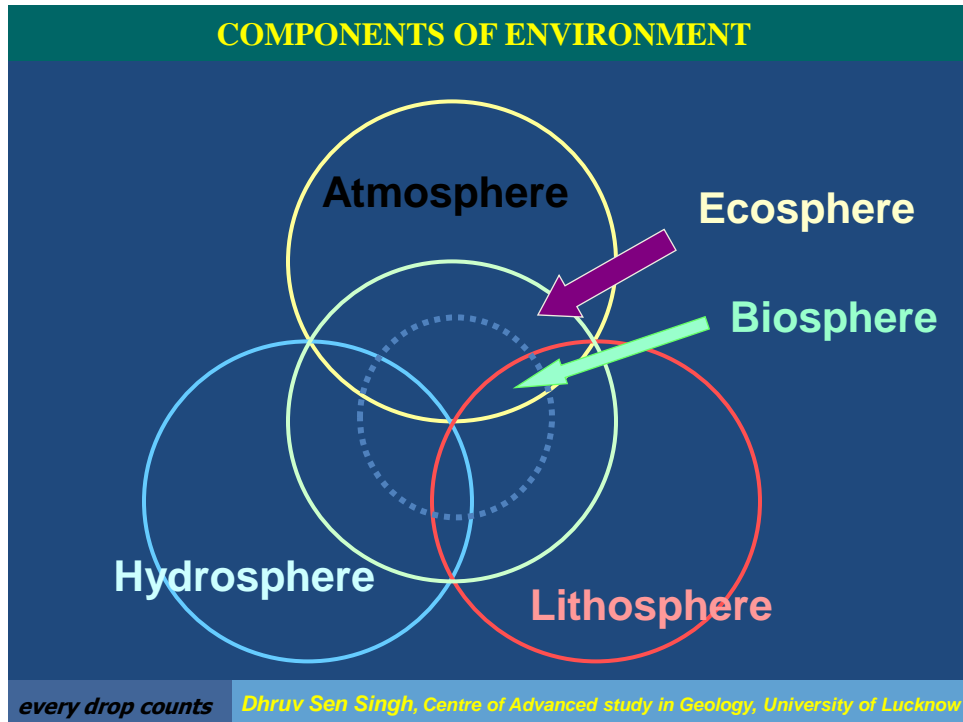 COMPONENTS OF ENVIRONMENT
Atmosphere
Ecosphere
Biosphere
Hydrosphere
Lithosphere
every drop counts
Dhruv Sen Singh, Centre of Advanced study in Geology, University of Lucknow